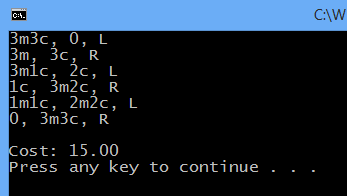 C:\W
3m3c, 0, L
3m, 3c, R
3m1c, 2c, L
1c, 3m2c, R
1m1c, 2m2c, L
0, 3m3c, R
Cost: 15.00
Press any key to continue . . .